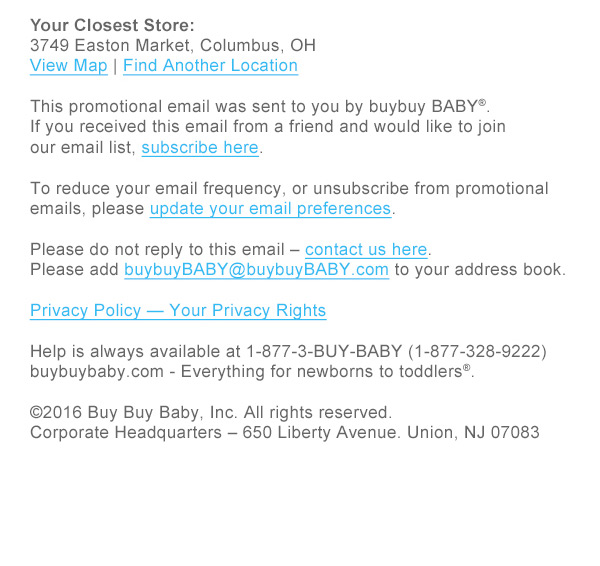 Your Closest Store:
3749 Easton Market, Columbus, OH
View Map | Find Another Location
This promotional email was sent to you by buybuy BABY®.
If you received this email from a friend and would like to join
our email list, subscribe here.
To reduce your email frequency, or unsubscribe from promotional
emails, please update your email preferences.
Please do not reply to this email – contact us here.
Please add buybuyBABY@buybuyBABY.com to your address book.
Privacy Policy — Your Privacy Rights
Help is always available at 1-877-3-BUY-BABY (1-877-328-9222)
buybuybaby.com - Everything for newborns to toddlers®.
©2016 Buy Buy Baby, Inc. All rights reserved.
Corporate Headquarters – 650 Liberty Avenue. Union, NJ 07083